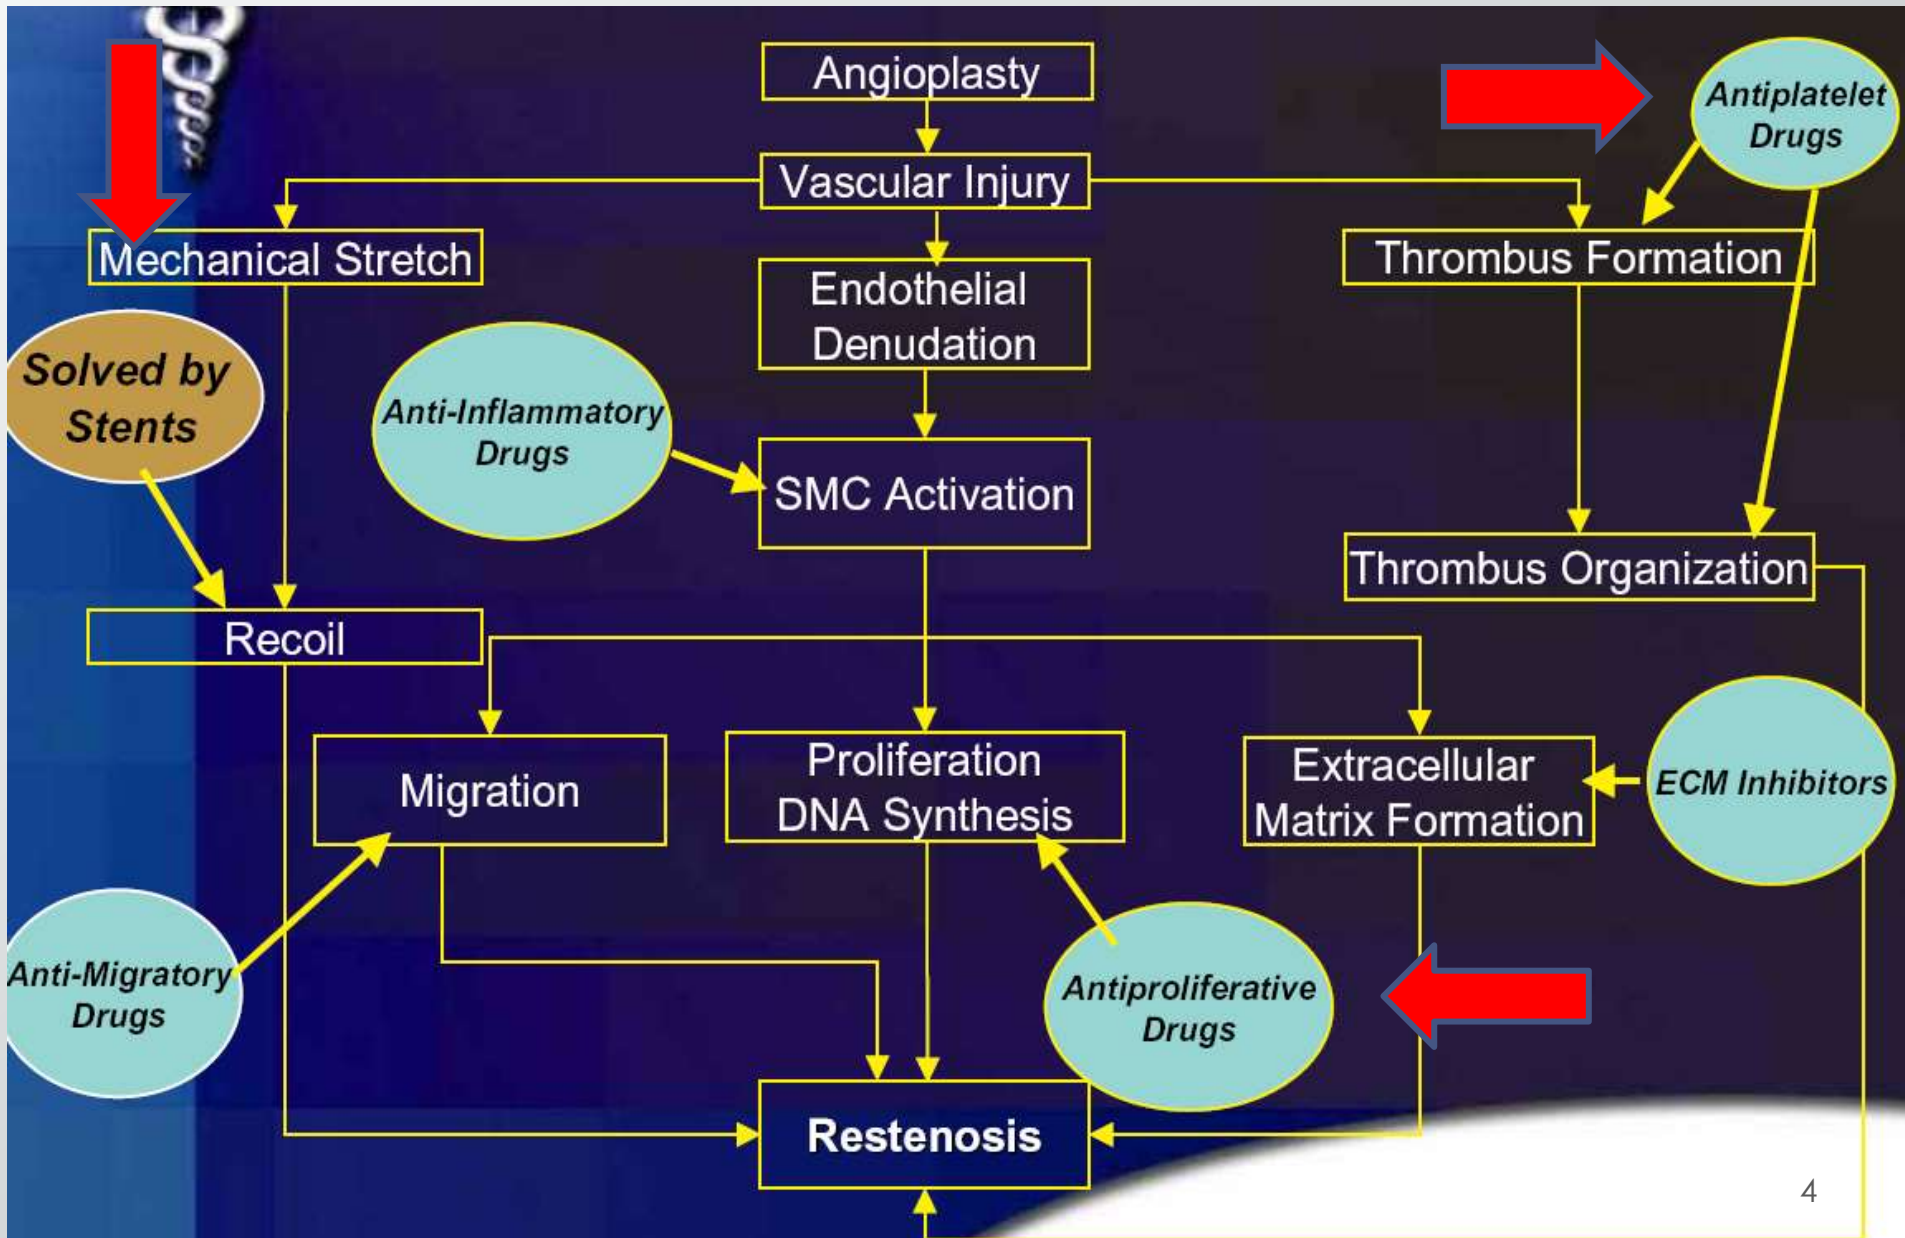 Angioplasty
Antiplatelet
Drugs
Vascular Injury
Mechanical Stretch
Thrombus Formation
Endothelial
Denudation
Solved by
Stents
Anti-Inflammatory
Drugs
SMC Activation
Thrombus Organization
Recoil
Migration
Proliferation
DNA Synthesis
Extracellular
Matrix Formation
ECM Inhibitors
Anti-Migratory
Drugs
Antiproliferative
Drugs
Restenosis
4